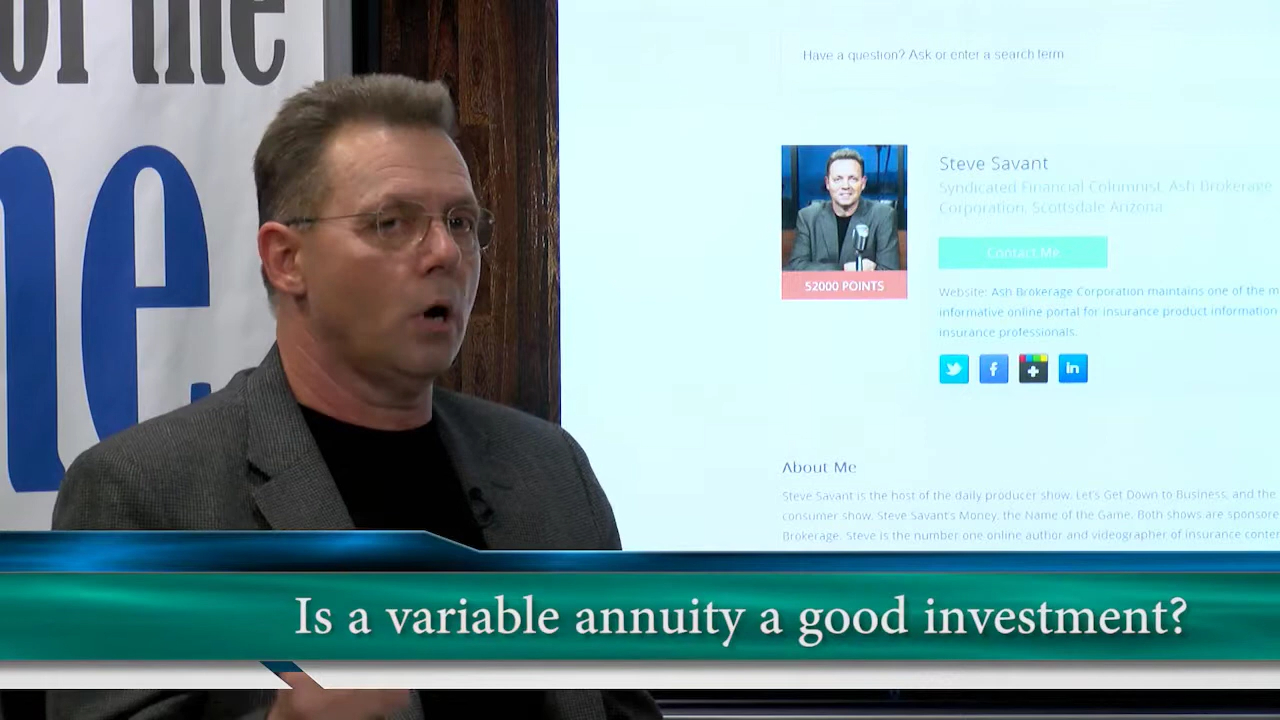 of the
ne
Have a question? Ask or enter a search term
Steve Savant
Syndicated Financial Columnist, Ash Brokerage
Corporation, Scottsdale Arizona
Contact Me
52000 POINTS
Website: Ash Brokerage Corporation maintains one of the m
informative online portal for insurance product information
insurance professionals.
f
in
About Me
Steve Savant is the host of the daily producer show, Let's Get Down to Business, and the
consumer show, Steve Savant's Money, the Name of the Game. Both shows are sponsore
Brokerage. Steve is the number one online author and videographer of insurance conten
Is a variable annuity a good investment?